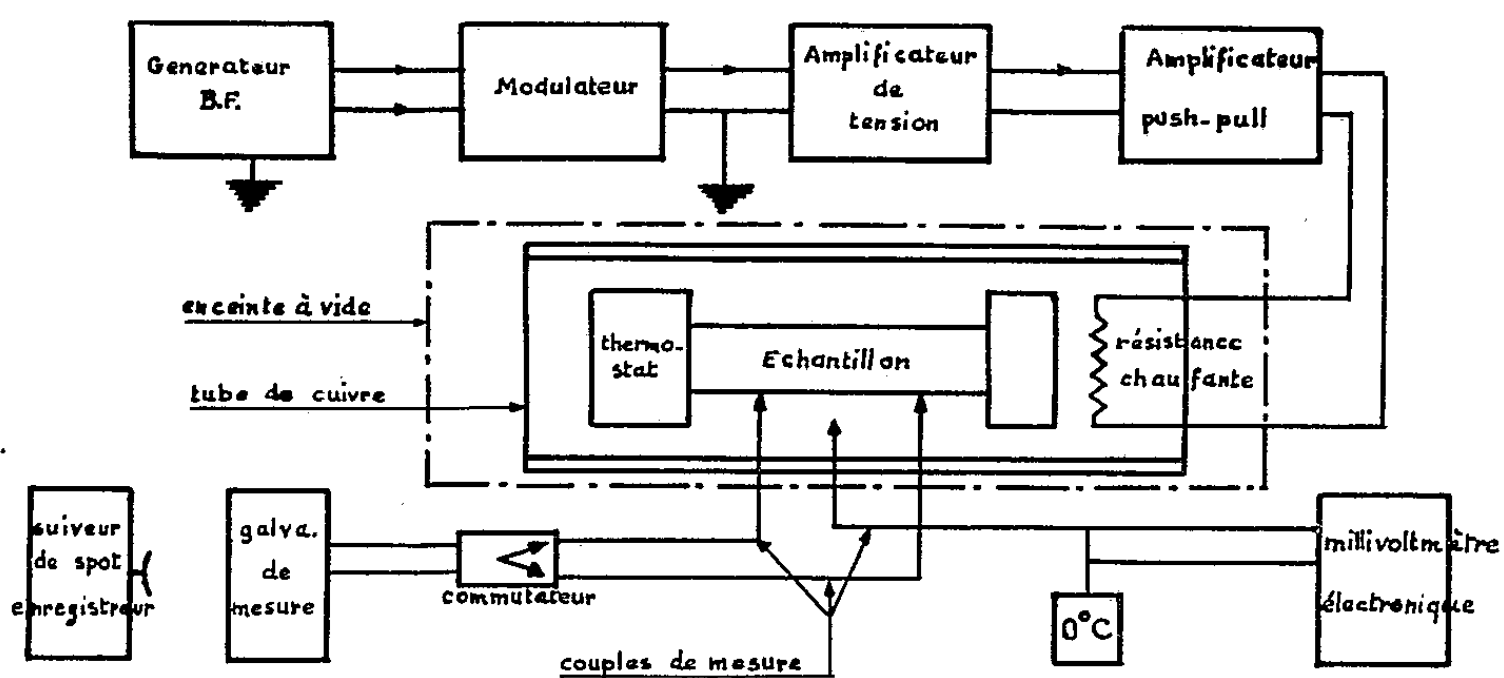 Generateur
B.F.
Modulateur
Amplificateur
de
tension
Amplificateur
push-pull
enceinte à vide
thermo-
stat
Echantillon
résistance
chauffante
tube de cuivre
suiveur
de spot
enregistreur
galva.
de
mesure
commutateur
couples de mesure
0°C
millivoltmètre
électronique